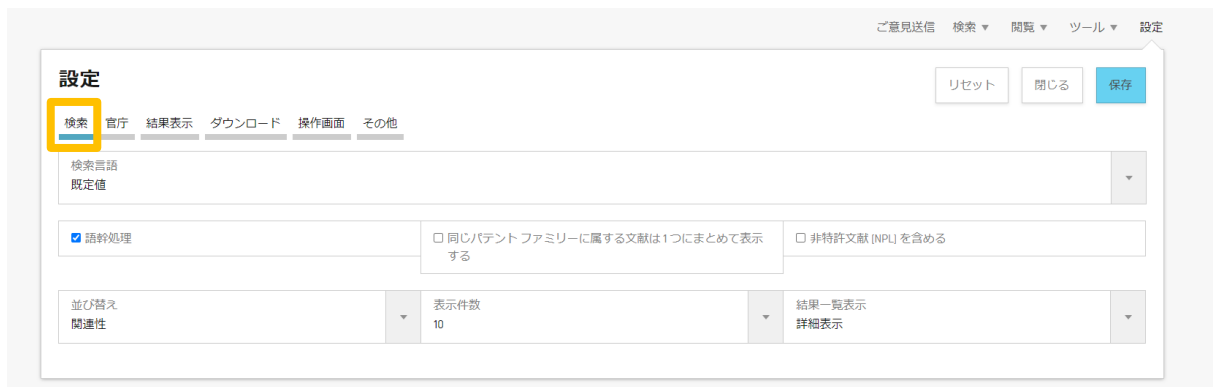 ご意見送信 検索 ▼ 閲覧 ▼ ツール ▼ 設定
設定
リセット 閉じる 保存
検索 官庁 結果表示 ダウンロード 操作画面 その他
検索言語
既定値
語幹処理
同じパテント ファミリーに属する文献は1つにまとめて表示
する
非特許文献 [NPL] を含める
並び替え
関連性
表示件数
10
結果一覧表示
詳細表示